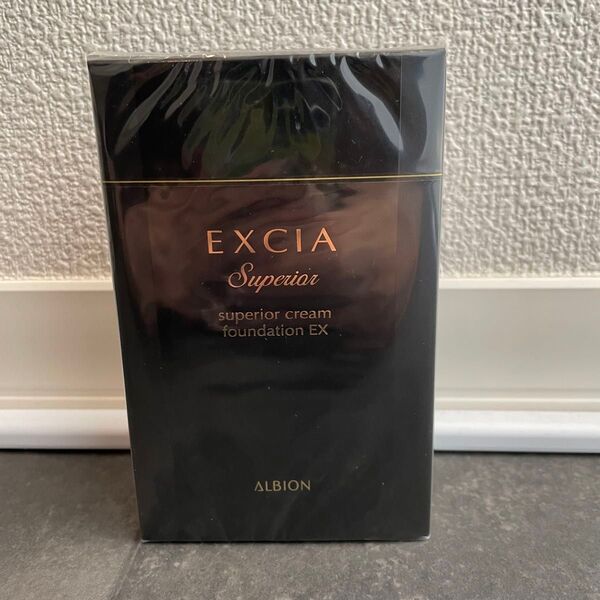 EXCIA
Superior
superior cream
foundation EX
ALBION